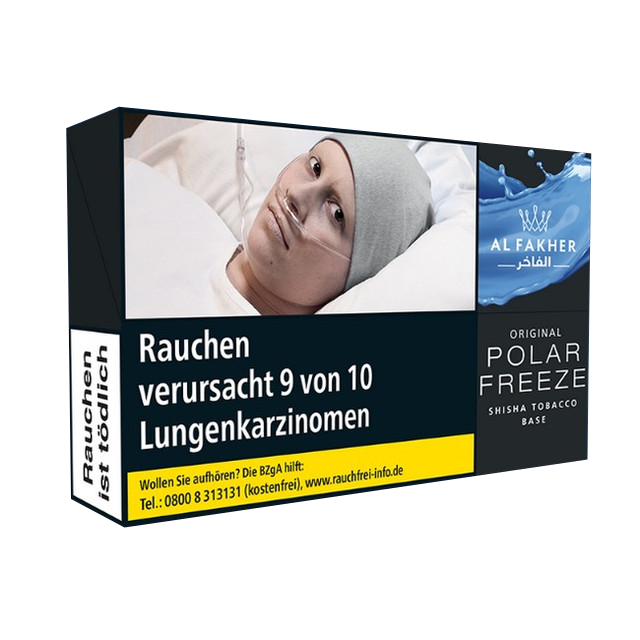 Rauchen
verursacht 9 von 10
Lungenkarzinomen
Wollen Sie aufhören? Die BZgA hilft:
Tel.: 0800 8 313131 (kostenfrei), www.rauchfrei-info.de
Rauchen
ist tödlich
AL FAKHER
الفاخر
ORIGINAL
POLAR
FREEZE
SHISHA TOBACCO
BASE